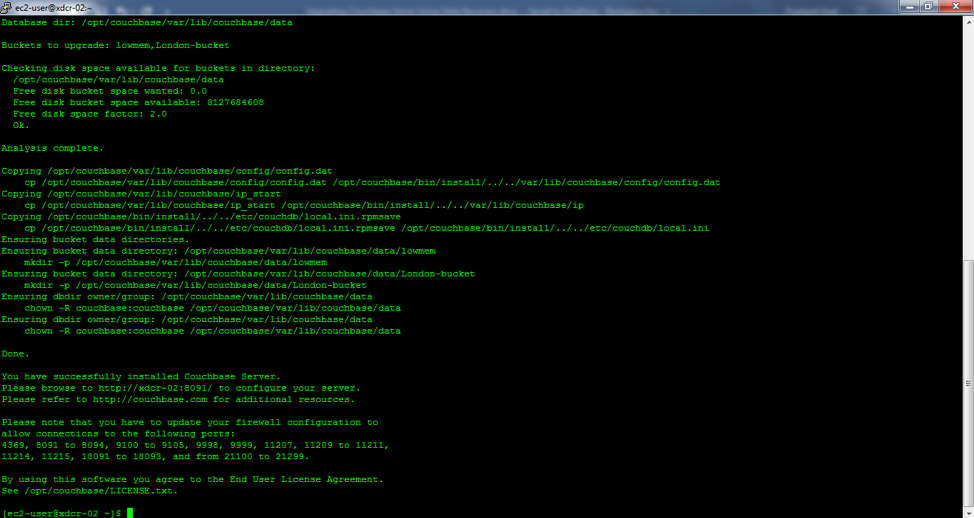 ec2-user@xdcr-02:~
Database dir: /opt/couchbase/var/lib/couchbase/data
Buckets to upgrade: lowmem,London-bucket
Checking disk space available for buckets in directory:
/opt/couchbase/var/lib/couchbase/data
Free disk bucket space wanted: 0.0
Free disk bucket space available: 8127684608
Free disk space factor: 2.0
Ok.
Analysis complete.
Copying /opt/couchbase/var/lib/couchbase/config/config.dat
cp /opt/couchbase/var/lib/couchbase/config/config.dat /opt/couchbase/bin/install/../../var/lib/couchbase/config/config.dat
Copying /opt/couchbase/var/lib/couchbase/ip_start
cp /opt/couchbase/var/lib/couchbase/ip_start /opt/couchbase/bin/install/../../var/lib/couchbase/ip
Copying /opt/couchbase/bin/install/../../etc/couchdb/local.ini.rpmsave
cp /opt/couchbase/bin/install/../../etc/couchdb/local.ini.rpmsave /opt/couchbase/bin/install/../../etc/couchdb/local.ini
Ensuring bucket data directories.
Ensuring bucket data directory: /opt/couchbase/var/lib/couchbase/data/lowmem
mkdir -p /opt/couchbase/var/lib/couchbase/data/lowmem
Ensuring bucket data directory: /opt/couchbase/var/lib/couchbase/data/London-bucket
mkdir -p /opt/couchbase/var/lib/couchbase/data/London-bucket
Ensuring dbdir owner/group: /opt/couchbase/var/lib/couchbase/data
chown -R couchbase:couchbase /opt/couchbase/var/lib/couchbase/data
Ensuring dbdir owner/group: /opt/couchbase/var/lib/couchbase/data
chown -R couchbase:couchbase /opt/couchbase/var/lib/couchbase/data
Done.
You have successfully installed Couchbase Server.
Please browse to http://xdcr-02:8091/ to configure your server.
Please refer to http://couchbase.com for additional resources.
Please note that you have to update your firewall configuration to
allow connections to the following ports:
4369, 8091 to 8094, 9100 to 9105, 9998, 9999, 11207, 11209 to 11211,
11214, 11215, 18091 to 18093, and from 21100 to 21299.
By using this software you agree to the End User License Agreement.
See /opt/couchbase/LICENSE.txt.
[ec2-user@xdcr-02 ~]$